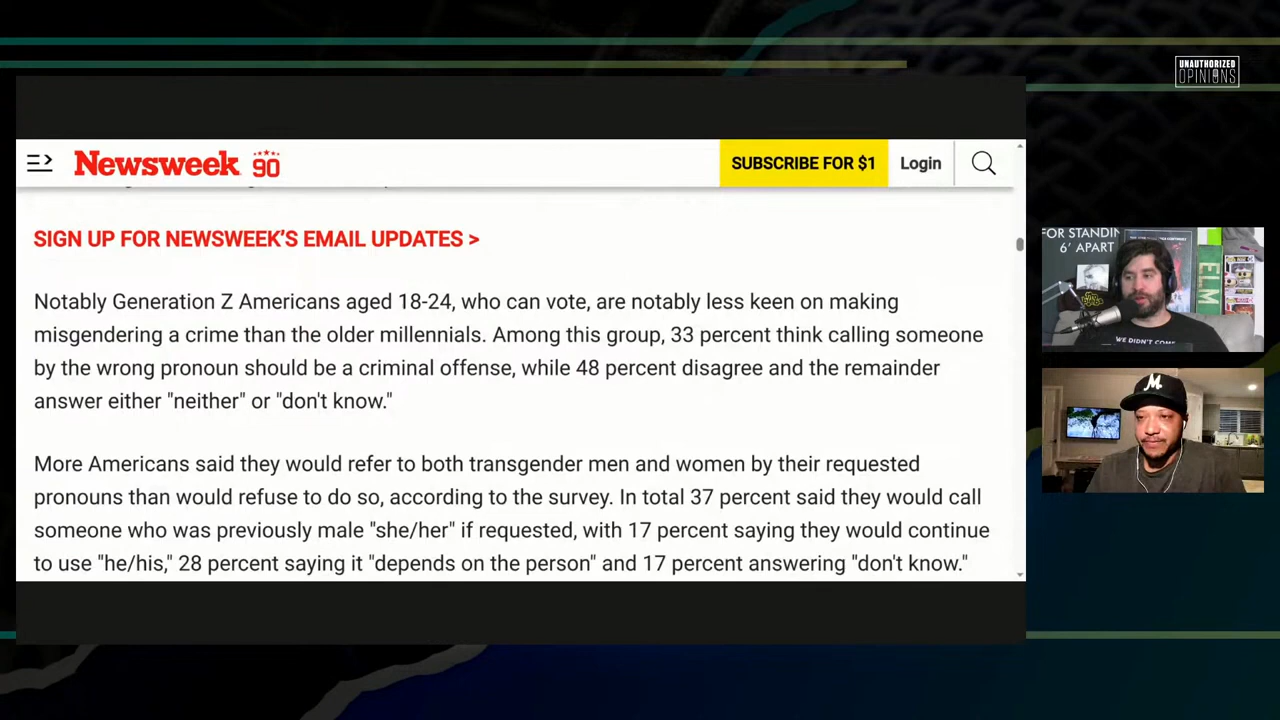 UNAUTHORIZED
OPINIONS
Newsweek 90
SUBSCRIBE FOR $1
Login
SIGN UP FOR NEWSWEEK'S EMAIL UPDATES >
Notably Generation Z Americans aged 18-24, who can vote, are notably less keen on making
misgendering a crime than the older millennials. Among this group, 33 percent think calling someone
by the wrong pronoun should be a criminal offense, while 48 percent disagree and the remainder
answer either "neither" or "don't know."
More Americans said they would refer to both transgender men and women by their requested
pronouns than would refuse to do so, according to the survey. In total 37 percent said they would call
someone who was previously male "she/her" if requested, with 17 percent saying they would continue
to use "he/his," 28 percent saying it "depends on the person" and 17 percent answering "don't know."
FOR STANDIN
6' APART
ELM
WE DIDN'T COME
M